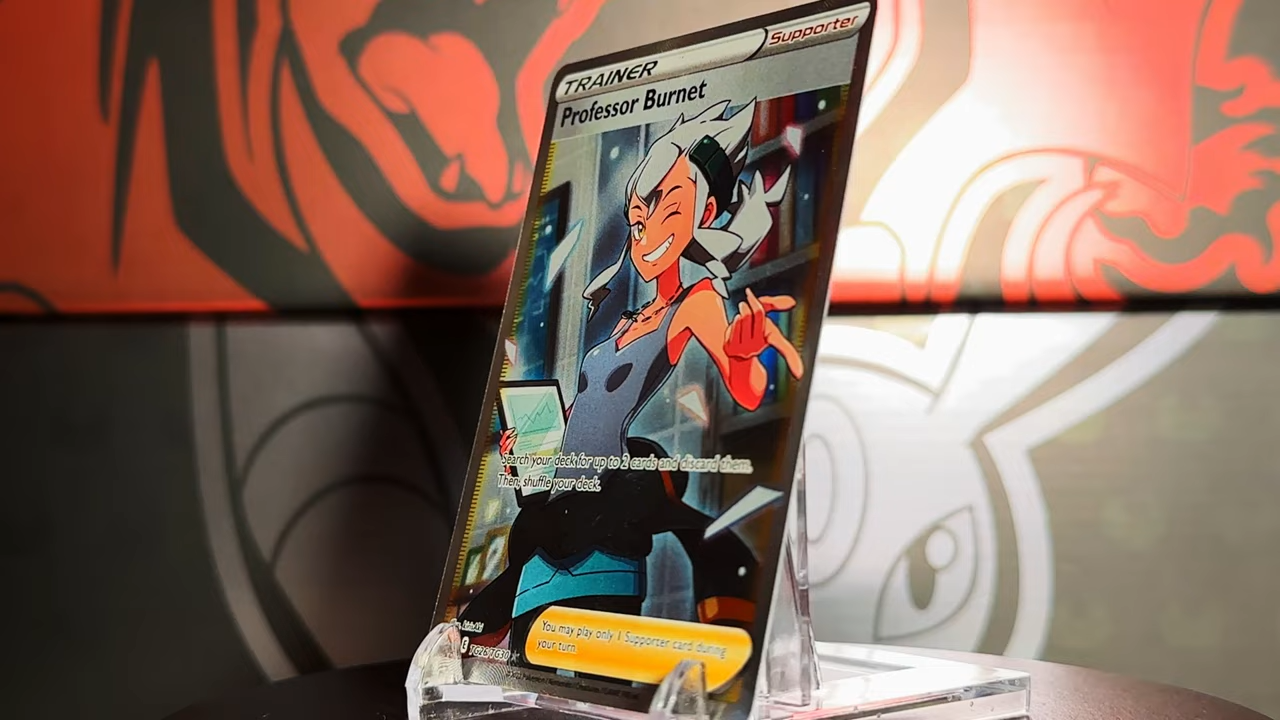 TRAINER
Supporter
Professor Burnet
Search your deck for up to 2 cards and discard them.
Then, shuffle your deck.
You may play only 1 Supporter card during
your turn.